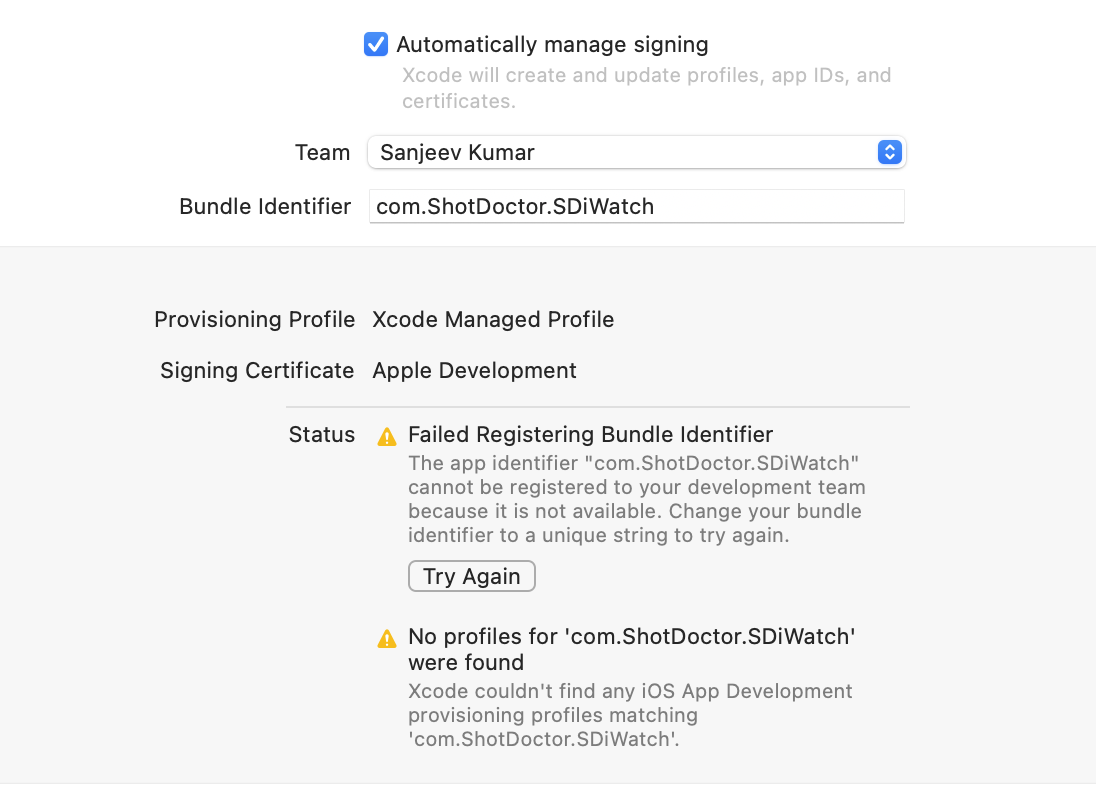 Automatically manage signing
Xcode will create and update profiles, app IDs, and
certificates.
Team Sanjeev Kumar
Bundle Identifier com.ShotDoctor.SDiWatch
Provisioning Profile Xcode Managed Profile
Signing Certificate Apple Development
Status Failed Registering Bundle Identifier
The app identifier "com.ShotDoctor.SDiWatch"
cannot be registered to your development team
because it is not available. Change your bundle
identifier to a unique string to try again.
Try Again
No profiles for 'com.ShotDoctor.SDiWatch'
were found
Xcode couldn't find any iOS App Development
provisioning profiles matching
'com.ShotDoctor.SDiWatch'.